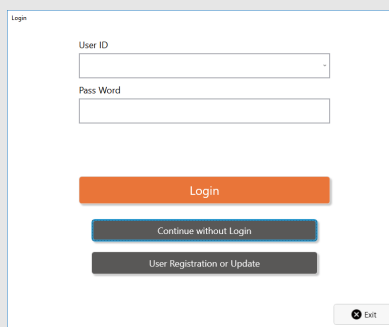 Login
User ID
Pass Word
Login
Continue without Login
User Registration or Update
Exit